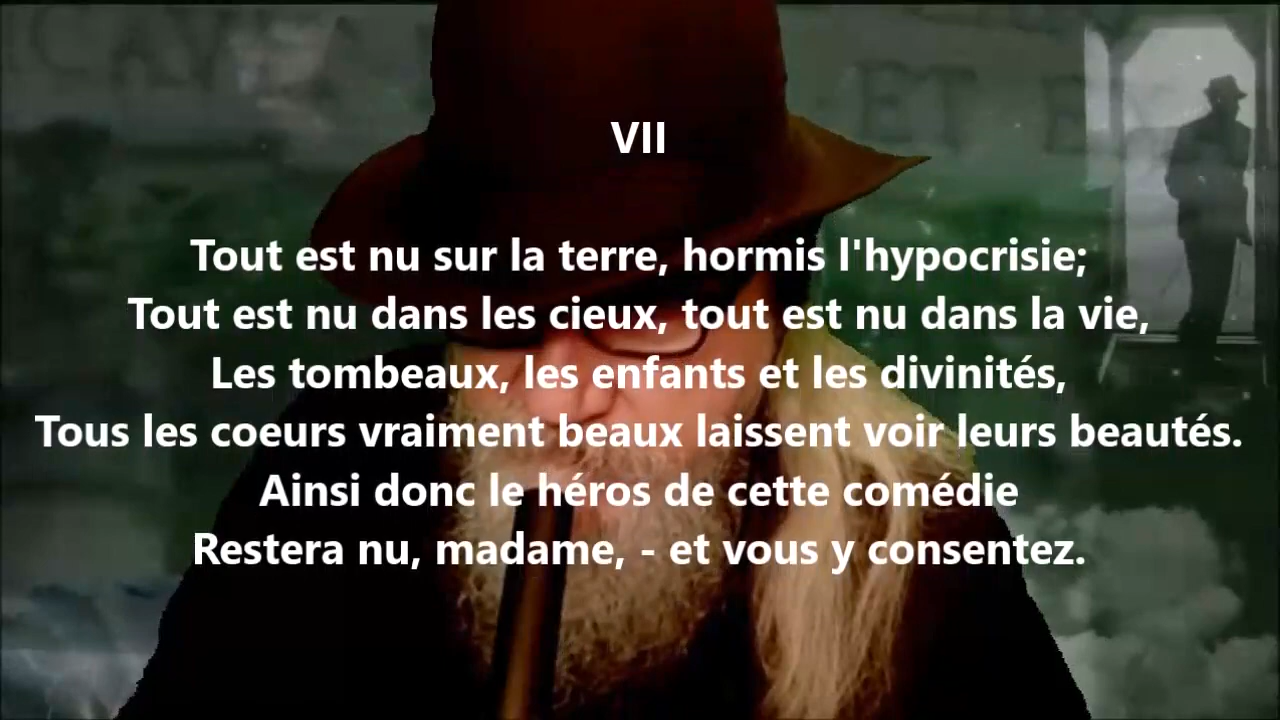 CAVE
ET E
VII
Tout est nu sur la terre, hormis l'hypocrisie;
Tout est nu dans les cieux, tout est nu dans la vie,
Les tombeaux, les enfants et les divinités,
Tous les coeurs vraiment beaux laissent voir leurs beautés.
Ainsi donc le héros de cette comédie
Restera nu, madame, - et vous y consentez.